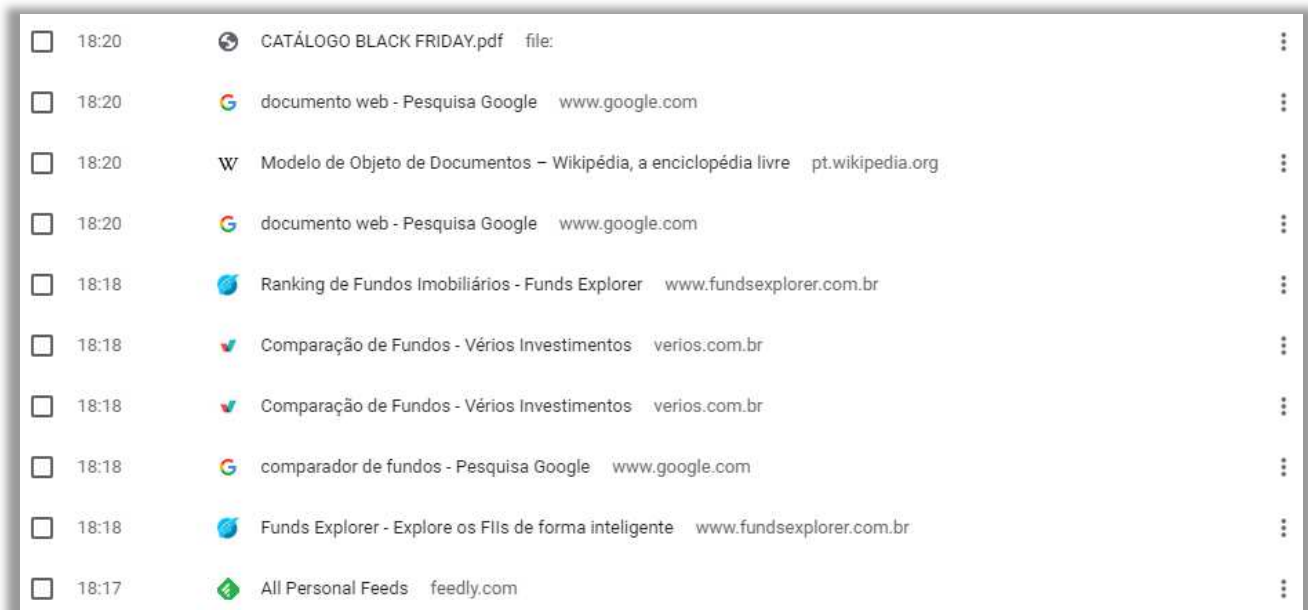 18:20 CATÁLOGO BLACK FRIDAY.pdf file:
18:20 documento web - Pesquisa Google www.google.com
18:20 W Modelo de Objeto de Documentos – Wikipédia, a enciclopédia livre pt.wikipedia.org
18:20 documento web - Pesquisa Google www.google.com
18:18 Ranking de Fundos Imobiliários - Funds Explorer www.fundsexplorer.com.br
18:18 Comparação de Fundos - Vérios Investimentos verios.com.br
18:18 Comparação de Fundos - Vérios Investimentos verios.com.br
18:18 comparador de fundos - Pesquisa Google www.google.com
18:18 Funds Explorer - Explore os FIIs de forma inteligente www.fundsexplorer.com.br
18:17 All Personal Feeds feedly.com